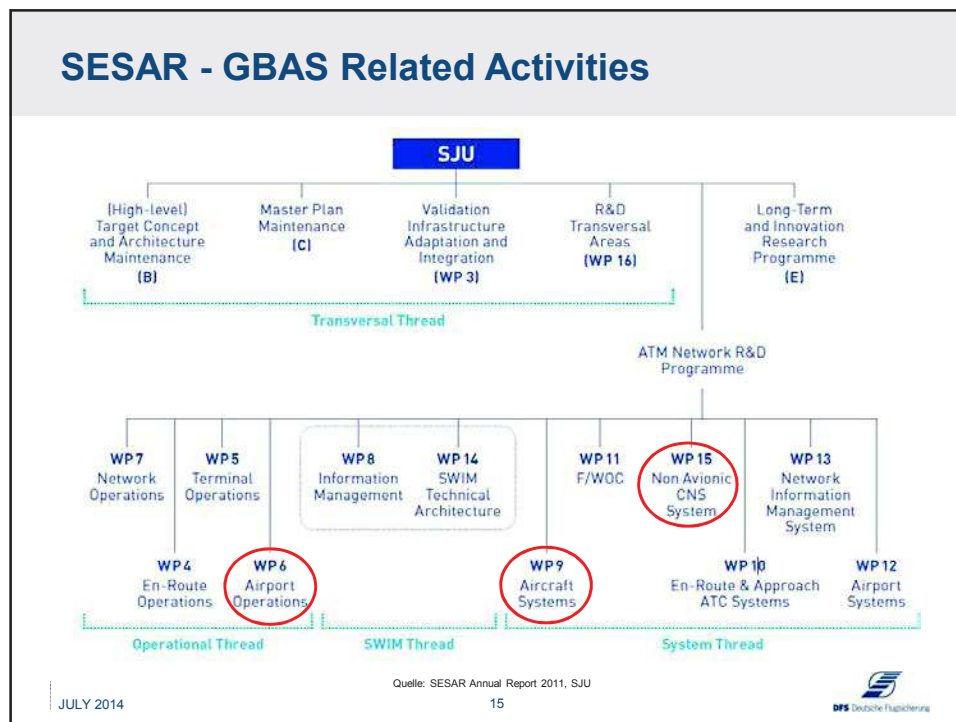 SESAR - GBAS Related Activities
SJU
(High-level)
Target Concept
and Architecture
Maintenance
(B)
Master Plan
Maintenance
(C)
Validation
Infrastructure
Adaptation and
Integration
(WP 3)
R&D
Transversal
Areas
(WP 16)
Long-Term
and Innovation
Research
Programme
(E)
Transversal Thread
ATM Network R&D
Programme
WP7
Network
Operations
WP5
Terminal
Operations
WP8
Information
Management
WP14
SWIM
Technical
Architecture
WP11
F/WOC
WP15
Non Avionic
CNS
System
WP13
Network
Information
Management
System
WP4
En-Route
Operations
WP6
Airport
Operations
WP9
Aircraft
Systems
WP10
En-Route & Approach
ATC Systems
WP12
Airport
Systems
Operational Thread
SWIM Thread
System Thread
Quelle: SESAR Annual Report 2011, SJU
JULY 2014
15
DFS Deutsche Flugsicherung